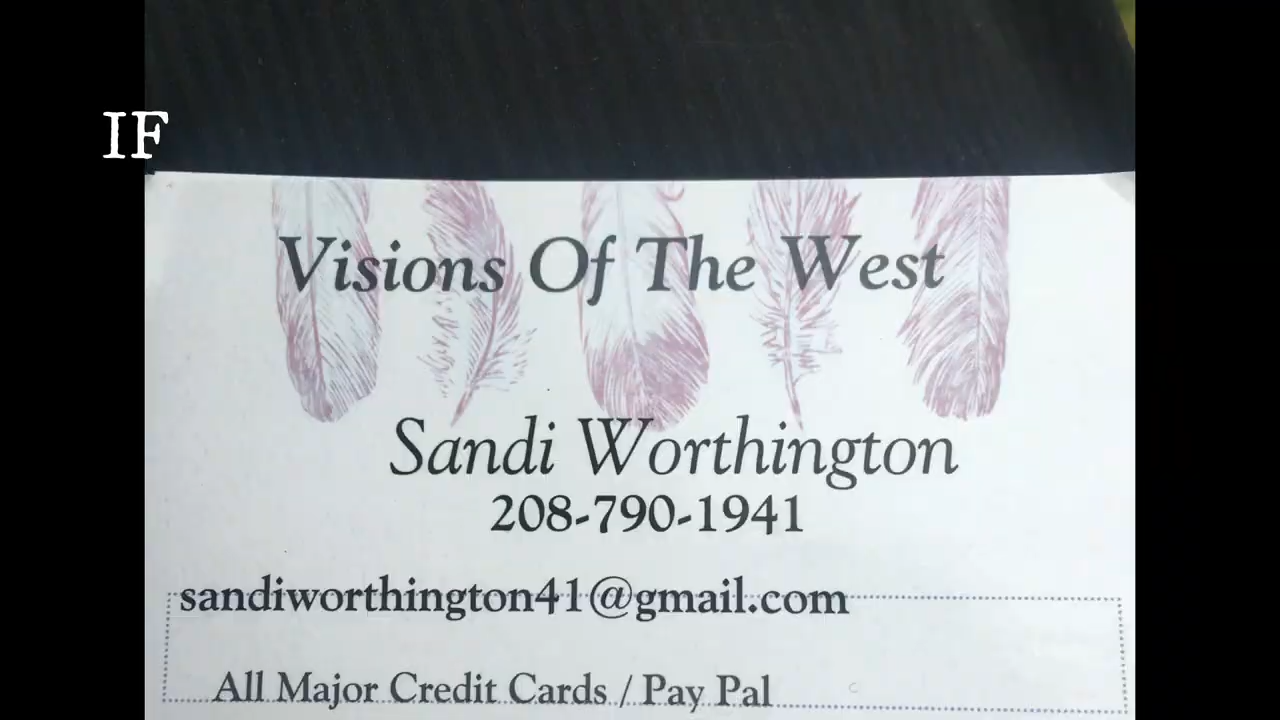 IF
Visions Of The West
Sandi Worthington
208-790-1941
sandiworthington41@gmail.com
All Major Credit Cards / Pay Pal